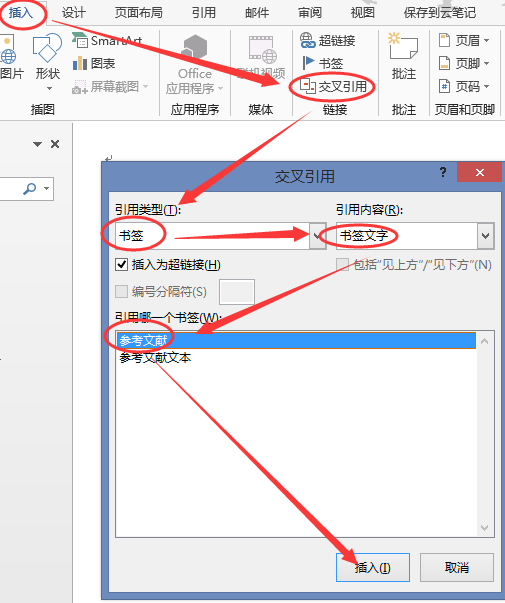 插入 设计 页面布局 引用 邮件 审阅 视图 保存到云笔记
图片 形状 SmartArt 图表 屏幕截图
插图
Office
应用程序
应用程序
联机视频
媒体
超链接
书签
交叉引用
链接
批注
批注
页眉
页脚
页码
页眉和页脚
交叉引用 ?
引用类型(T): 引用内容(R):
书签 书签文字
插入为超链接(H) 包括“见上方”/“见下方”(N)
编号分隔符(S)
引用哪一个书签(W):
参考文献
参考文献文本
插入(I) 取消